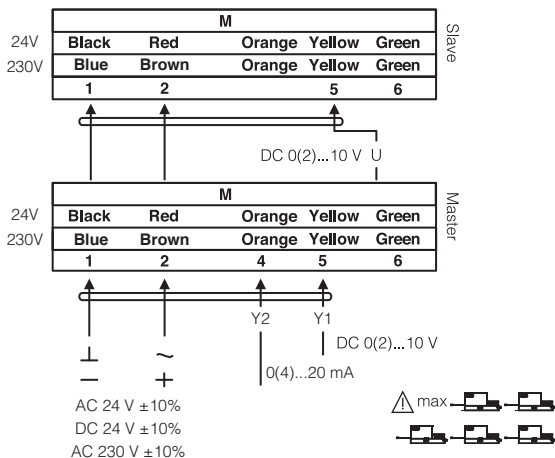 M
24V Black Red Orange Yellow Green
230V Blue Brown Orange Yellow Green
1 2 5 6
Slave
DC 0(2)...10 V U
M
24V Black Red Orange Yellow Green
230V Blue Brown Orange Yellow Green
1 2 4 5 6
Master
Y2 Y1
⊥ ~
DC 0(2)...10 V
− +
0(4)...20 mA
AC 24 V ±10%
DC 24 V ±10%
AC 230 V ±10%
max